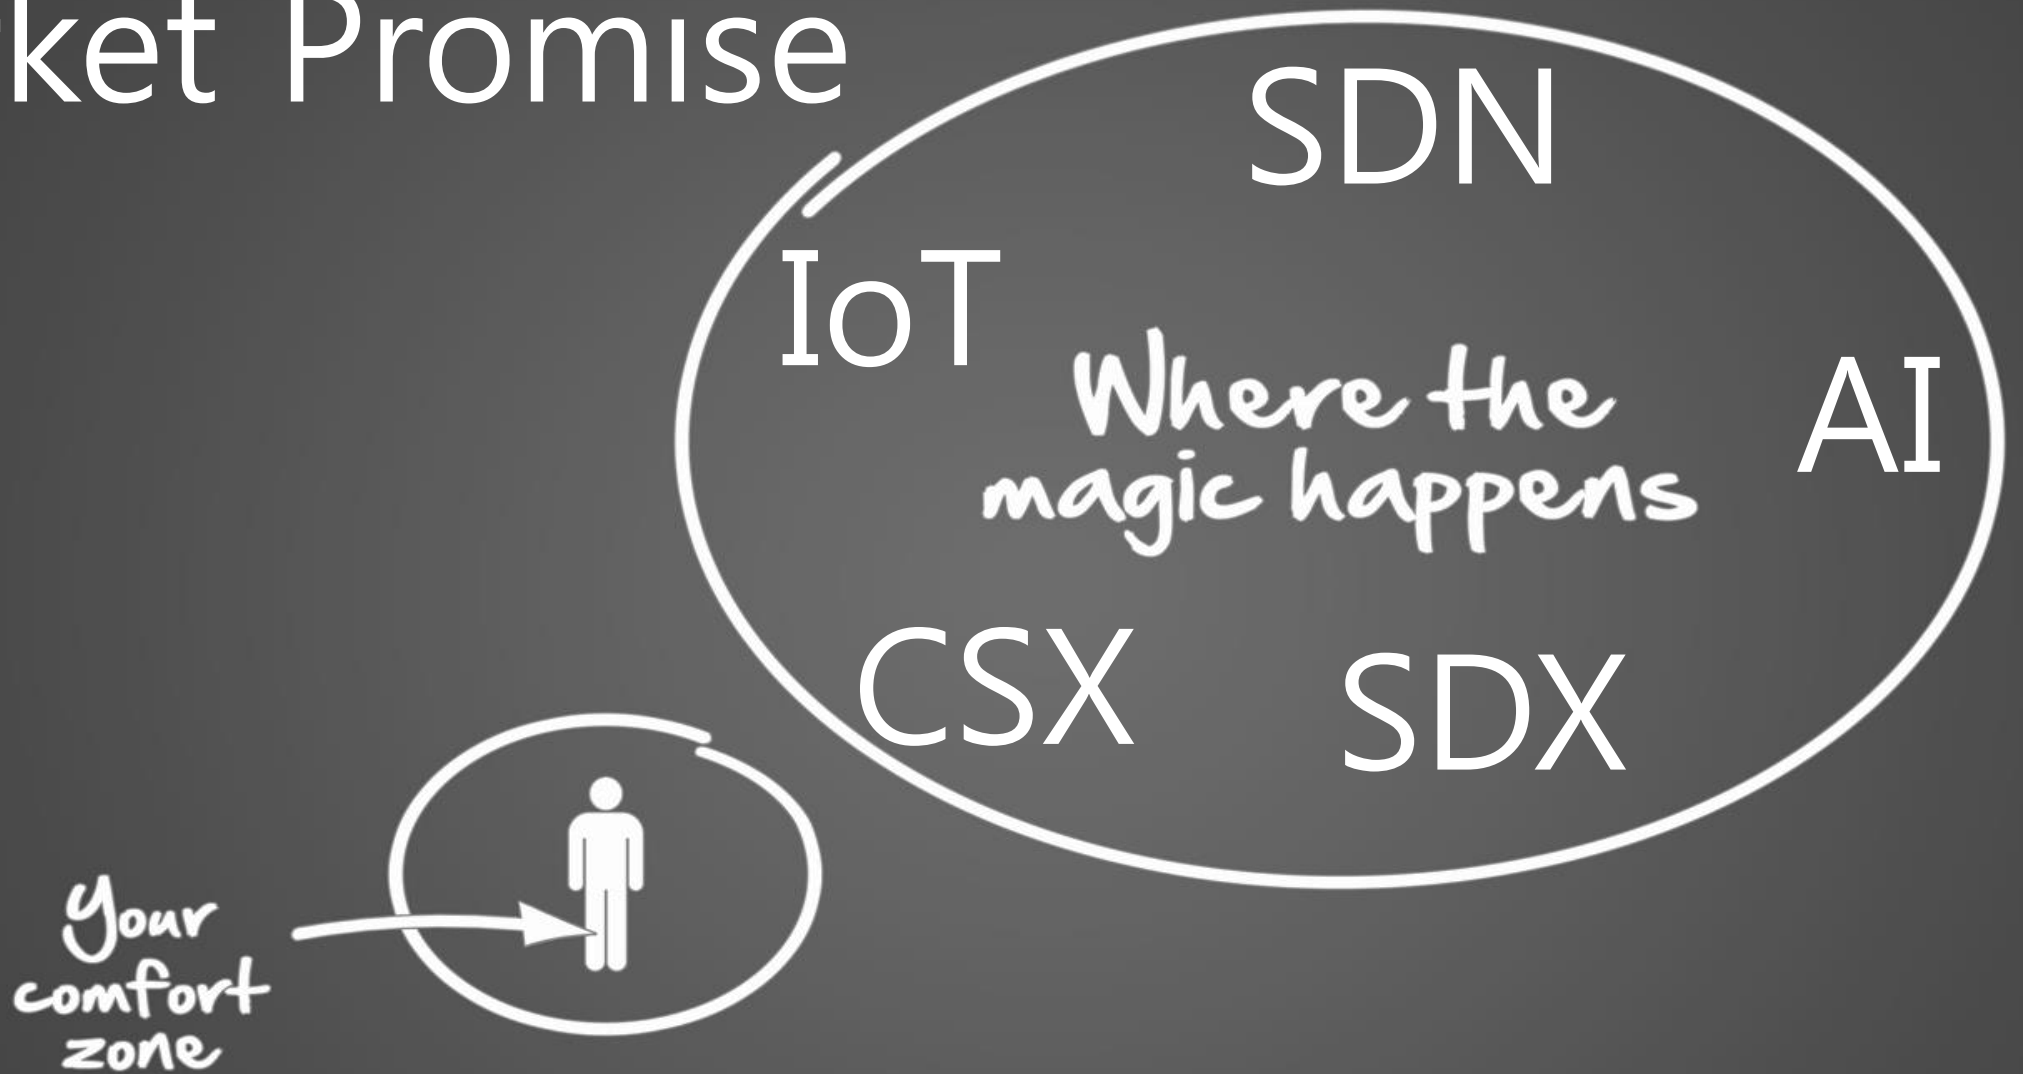 ket Promise
SDN
IoT
Where the
magic happens
AI
CSX
SDX
Your
comfort
zone